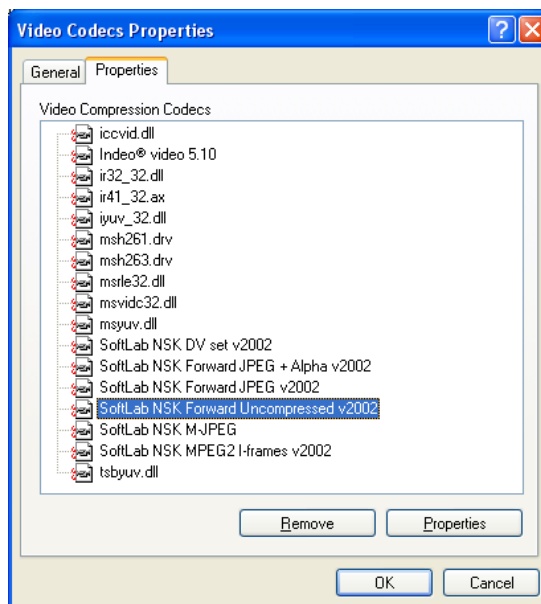 Video Codecs Properties
General
Properties
Video Compression Codecs
iccvid.dll
Indeo® video 5.10
ir32_32.dll
ir41_32.ax
iyuv_32.dll
msh261.drv
msh263.drv
msrle32.dll
msvidc32.dll
msyuv.dll
SoftLab NSK DV set v2002
SoftLab NSK Forward JPEG + Alpha v2002
SoftLab NSK Forward JPEG v2002
SoftLab NSK Forward Uncompressed v2002
SoftLab NSK M-JPEG
SoftLab NSK MPEG2 I-frames v2002
tsbyuv.dll
Remove
Properties
OK
Cancel